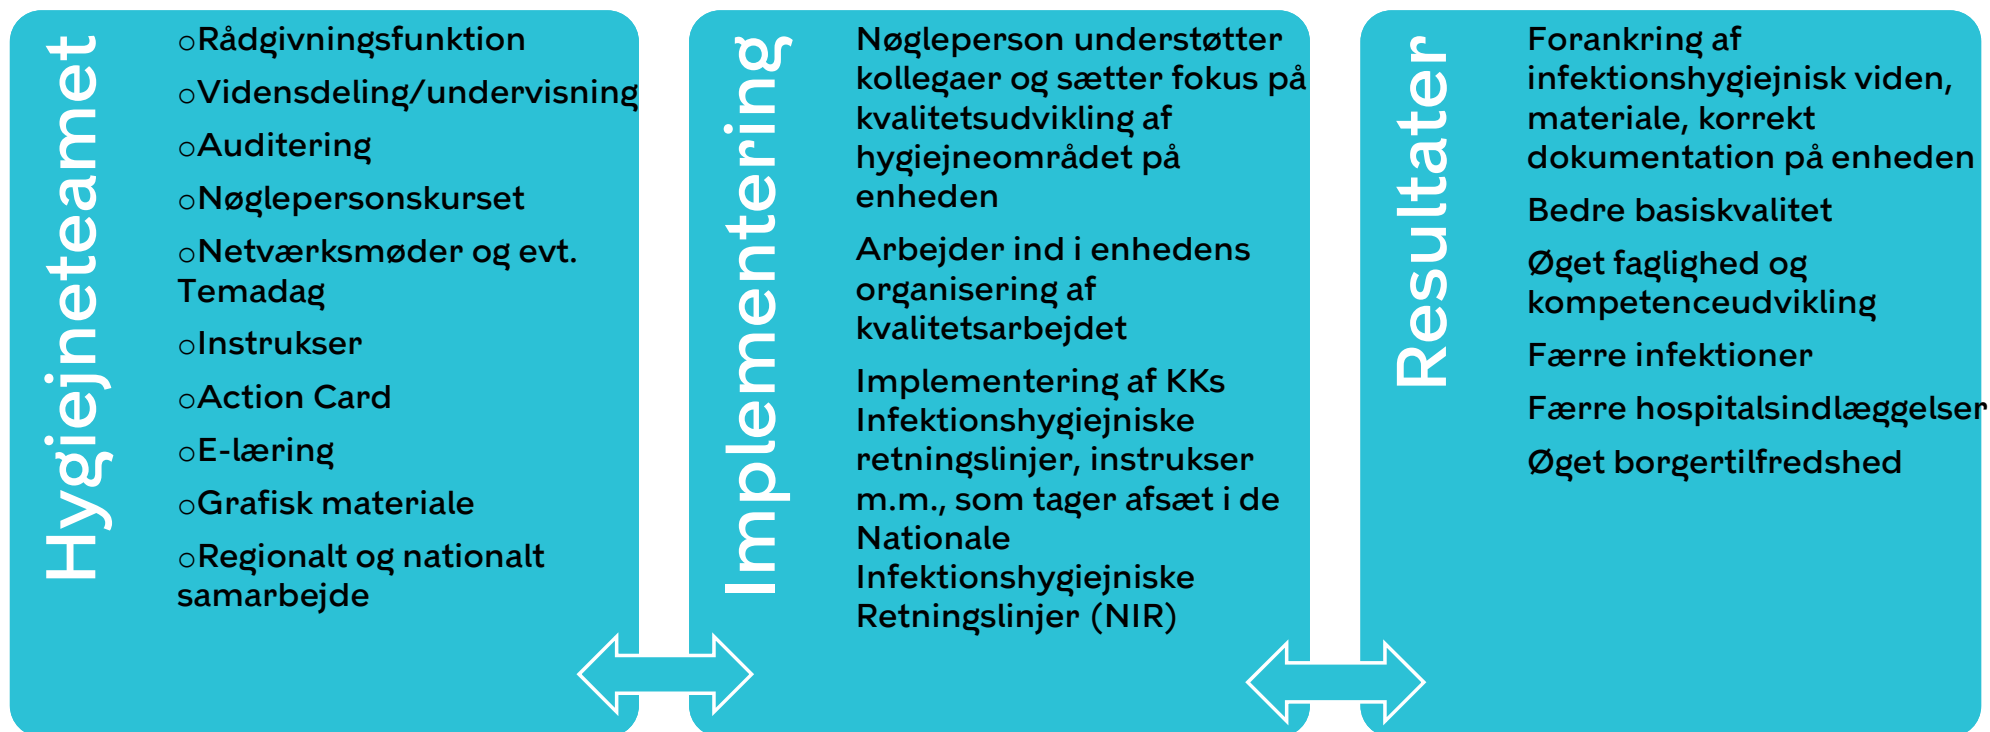 Hygiejneteamet
oRådgivningsfunktion
oVidensdeling/undervisning
oAuditering
oNøglepersonskurset
oNetværksmøder og evt.
Temadag
oInstrukser
oAction Card
oE-læring
oGrafisk materiale
oRegionalt og nationalt
samarbejde
Implementering
Nøgleperson understøtter
kollegaer og sætter fokus på
kvalitetsudvikling af
hygiejneområdet på
enheden
Arbejder ind i enhedens
organisering af
kvalitetsarbejdet
Implementering af KKs
Infektionshygiejniske
retningslinjer, instrukser
m.m., som tager afsæt i de
Nationale
Infektionshygiejniske
Retningslinjer (NIR)
Resultater
Forankring af
infektionshygiejnisk viden,
materiale, korrekt
dokumentation på enheden
Bedre basiskvalitet
Øget faglighed og
kompetenceudvikling
Færre infektioner
Færre hospitalsindlæggelser
Øget borgertilfredshed